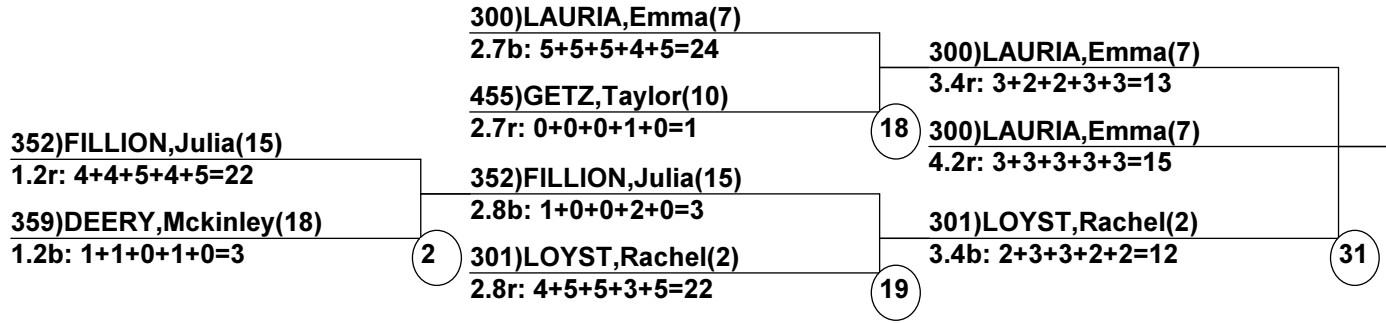 300)LAURIA,Emma(7)
2.7b: 5+5+5+4+5=24
455)GETZ,Taylor(10)
2.7r: 0+0+0+1+0=1
18
352)FILLION,Julia(15)
1.2r: 4+4+5+4+5=22
359)DEERY,Mckinley(18)
1.2b: 1+1+0+1+0=3
2
352)FILLION,Julia(15)
2.8b: 1+0+0+2+0=3
301)LOYST,Rachel(2)
2.8r: 4+5+5+3+5=22
19
300)LAURIA,Emma(7)
3.4r: 3+2+2+3+3=13
300)LAURIA,Emma(7)
4.2r: 3+3+3+3+3=15
301)LOYST,Rachel(2)
3.4b: 2+3+3+2+2=12
31